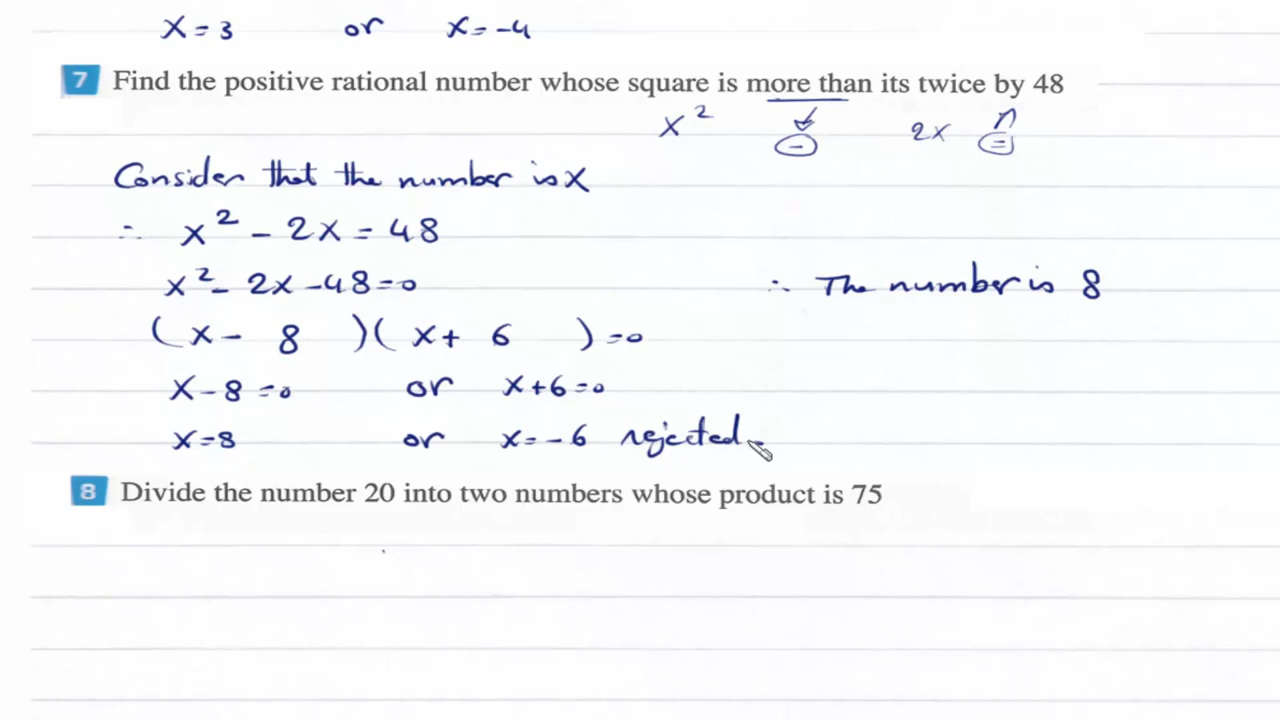 x = 3 or x = -4
7 Find the positive rational number whose square is more than its twice by 48
x² - 2x =
Consider that the number is x
∴ x² - 2x = 48
x² - 2x - 48 = 0 ∴ The number is 8
(x - 8 )(x + 6 ) = 0
x - 8 = 0 or x + 6 = 0
x = 8 or x = - 6 rejected
8 Divide the number 20 into two numbers whose product is 75